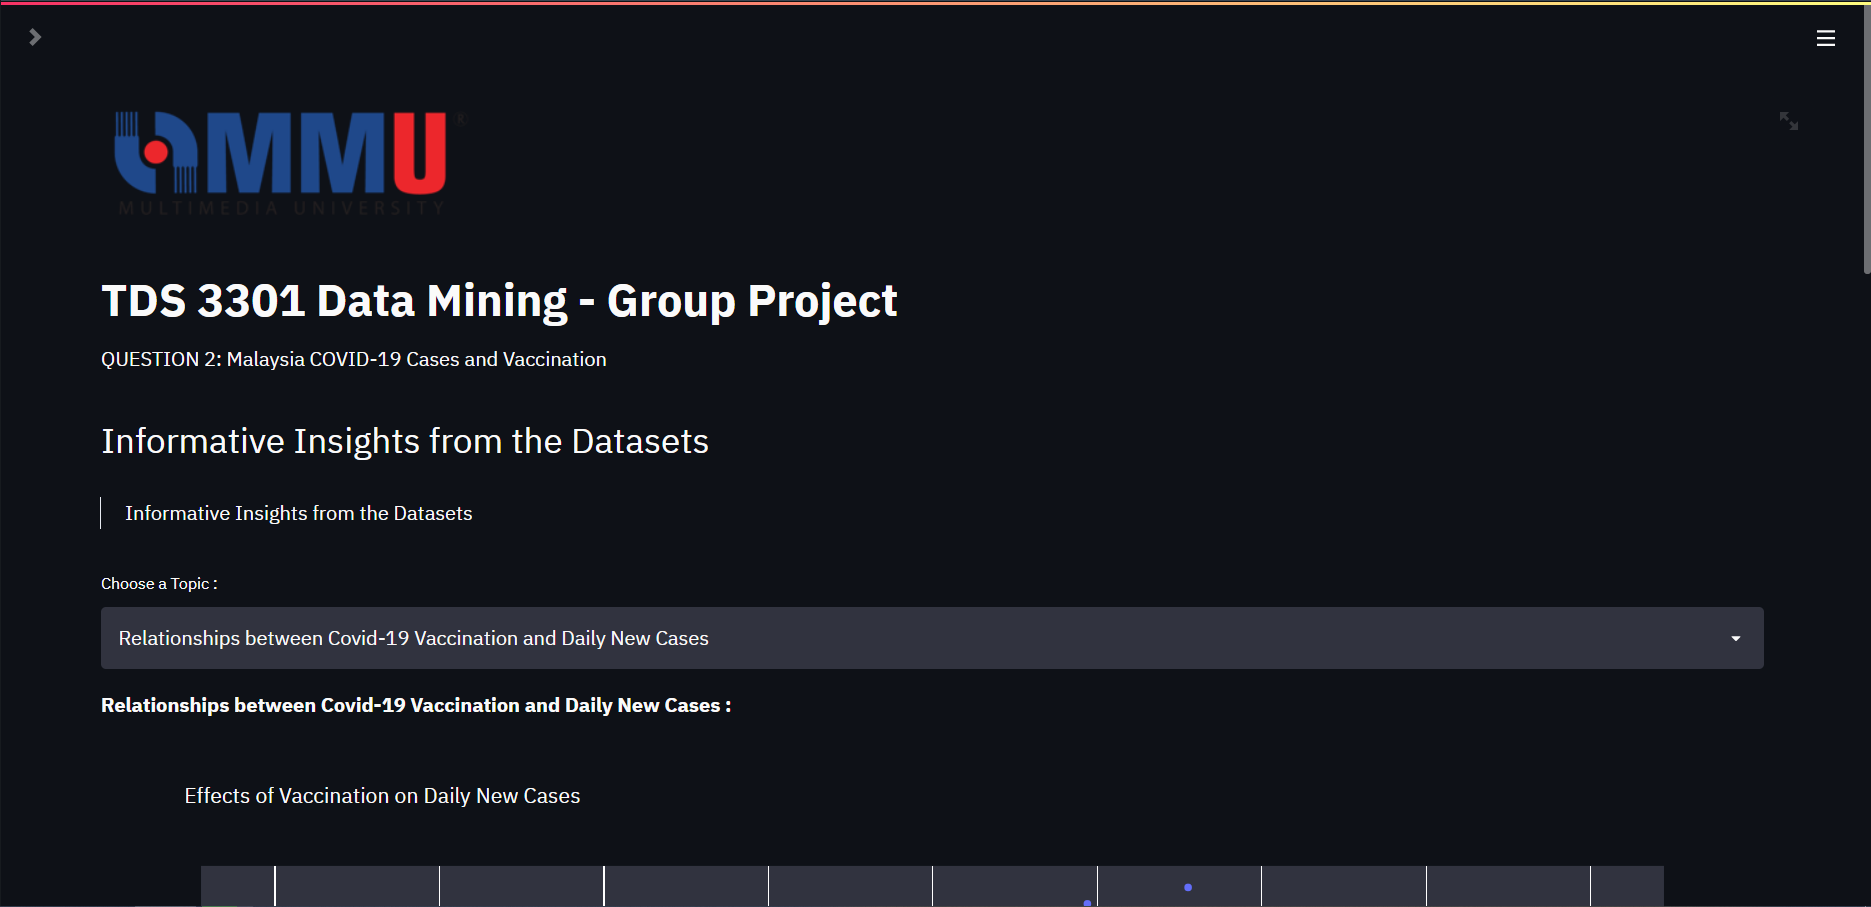 MMU®
MULTIMEDIA UNIVERSITY
TDS 3301 Data Mining - Group Project
QUESTION 2: Malaysia COVID-19 Cases and Vaccination
Informative Insights from the Datasets
Informative Insights from the Datasets
Choose a Topic :
Relationships between Covid-19 Vaccination and Daily New Cases
Relationships between Covid-19 Vaccination and Daily New Cases :
Effects of Vaccination on Daily New Cases